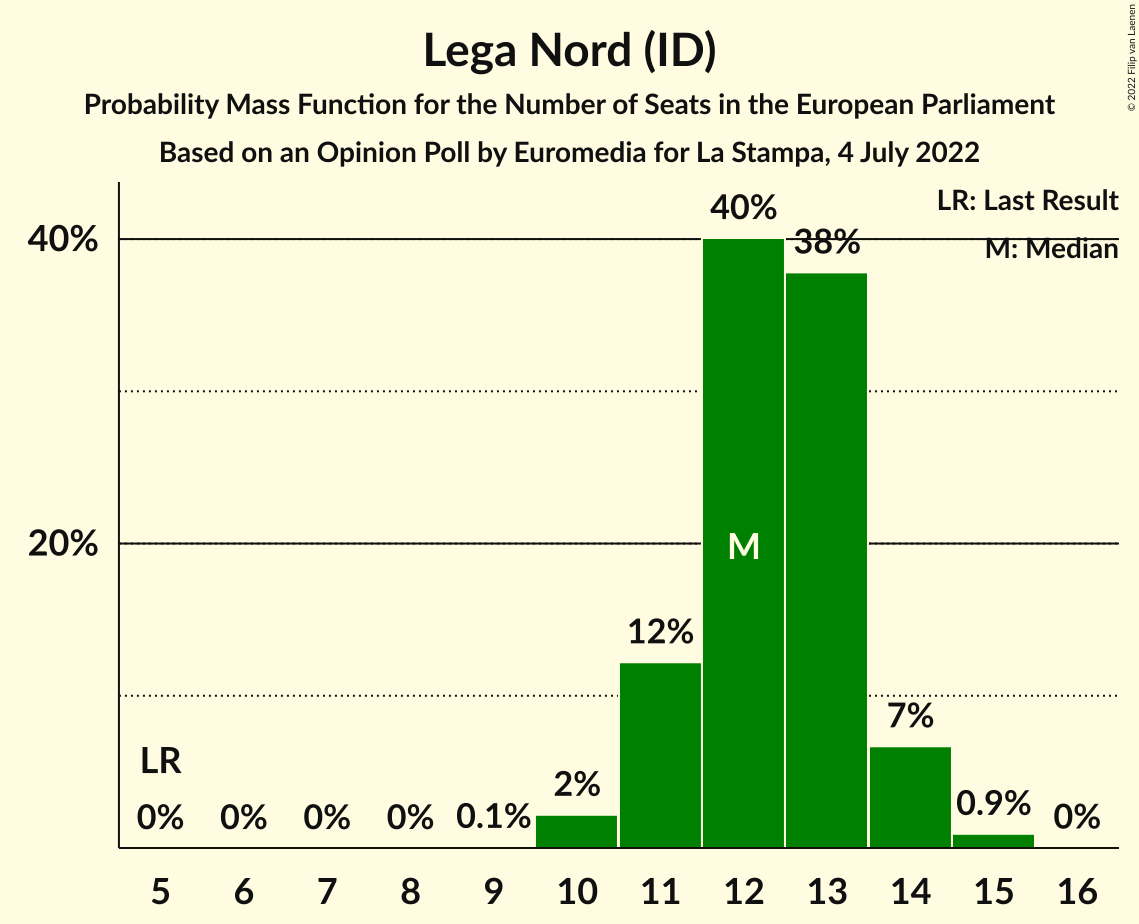 Lega Nord (ID)
Probability Mass Function for the Number of Seats in the European Parliament
Based on an Opinion Poll by Euromedia for La Stampa, 4 July 2022
© 2022 Filip van Laenen
LR: Last Result
M: Median
40%
20%
40%
38%
M
12%
7%
LR
2%
0.9%
0% 0% 0% 0% 0.1% 0%
5 6 7 8 9 10 11 12 13 14 15 16